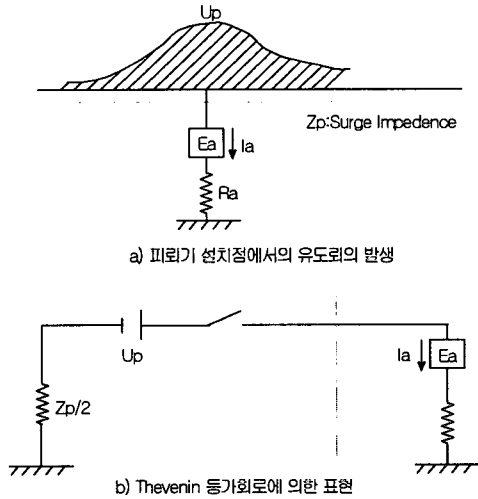 Up
Zp:Surge Impedence
Ea
Ia
Ra
a) 피뢰기 설치점에서의 유도뢰의 발생
Up
Zp/2
Ia
Ea
b) Thevenin 등가회로에 의한 표현